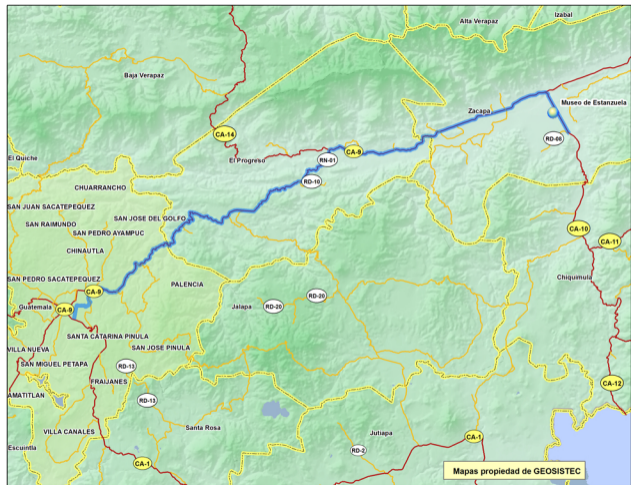 Izabal
Alta Verapaz
Baja Verapaz
Zacapa
Museo de Estanzuela
CA-14
RD-08
CA-9
RN-01
El Progreso
El Quiche
RD-10
CHUARRANCHO
SAN JUAN SACATEPEQUEZ
SAN JOSE DEL GOLFO
SAN RAIMUNDO
CA-10
SAN PEDRO AYAMPUC
CA-11
CHINAUTLA
SAN PEDRO SACATEPEQUEZ
Chiquimula
PALENCIA
CA-9
RD-20
Guatemala
CA-9
Jalapa
RD-20
SANTA CATARINA PINULA
VILLA NUEVA
SAN JOSE PINULA
SAN MIGUEL PETAPA
RD-13
FRAIJANES
CA-12
AMATITLAN
RD-13
Santa Rosa
VILLA CANALES
Jutiapa
CA-1
Escuintla
RD-2
CA-1
Mapas propiedad de GEOSISTEC